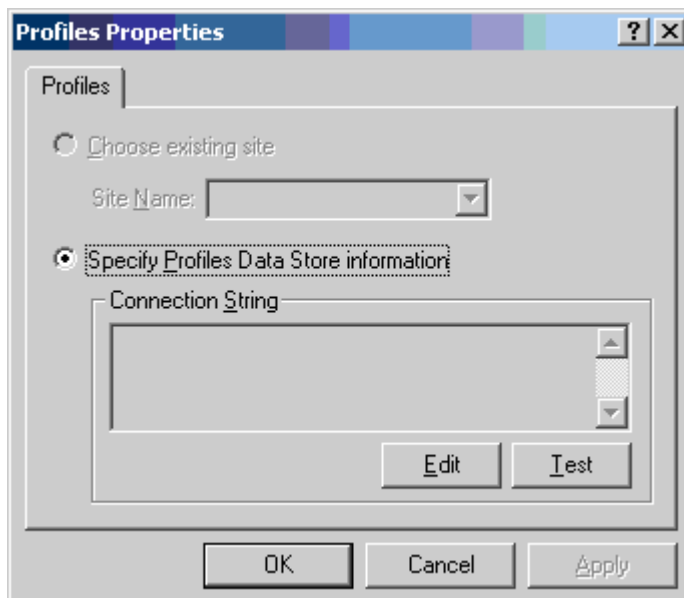 Profiles Properties
Profiles
Choose existing site
Site Name:
Specify Profiles Data Store information
Connection String
Edit Test
OK Cancel Apply